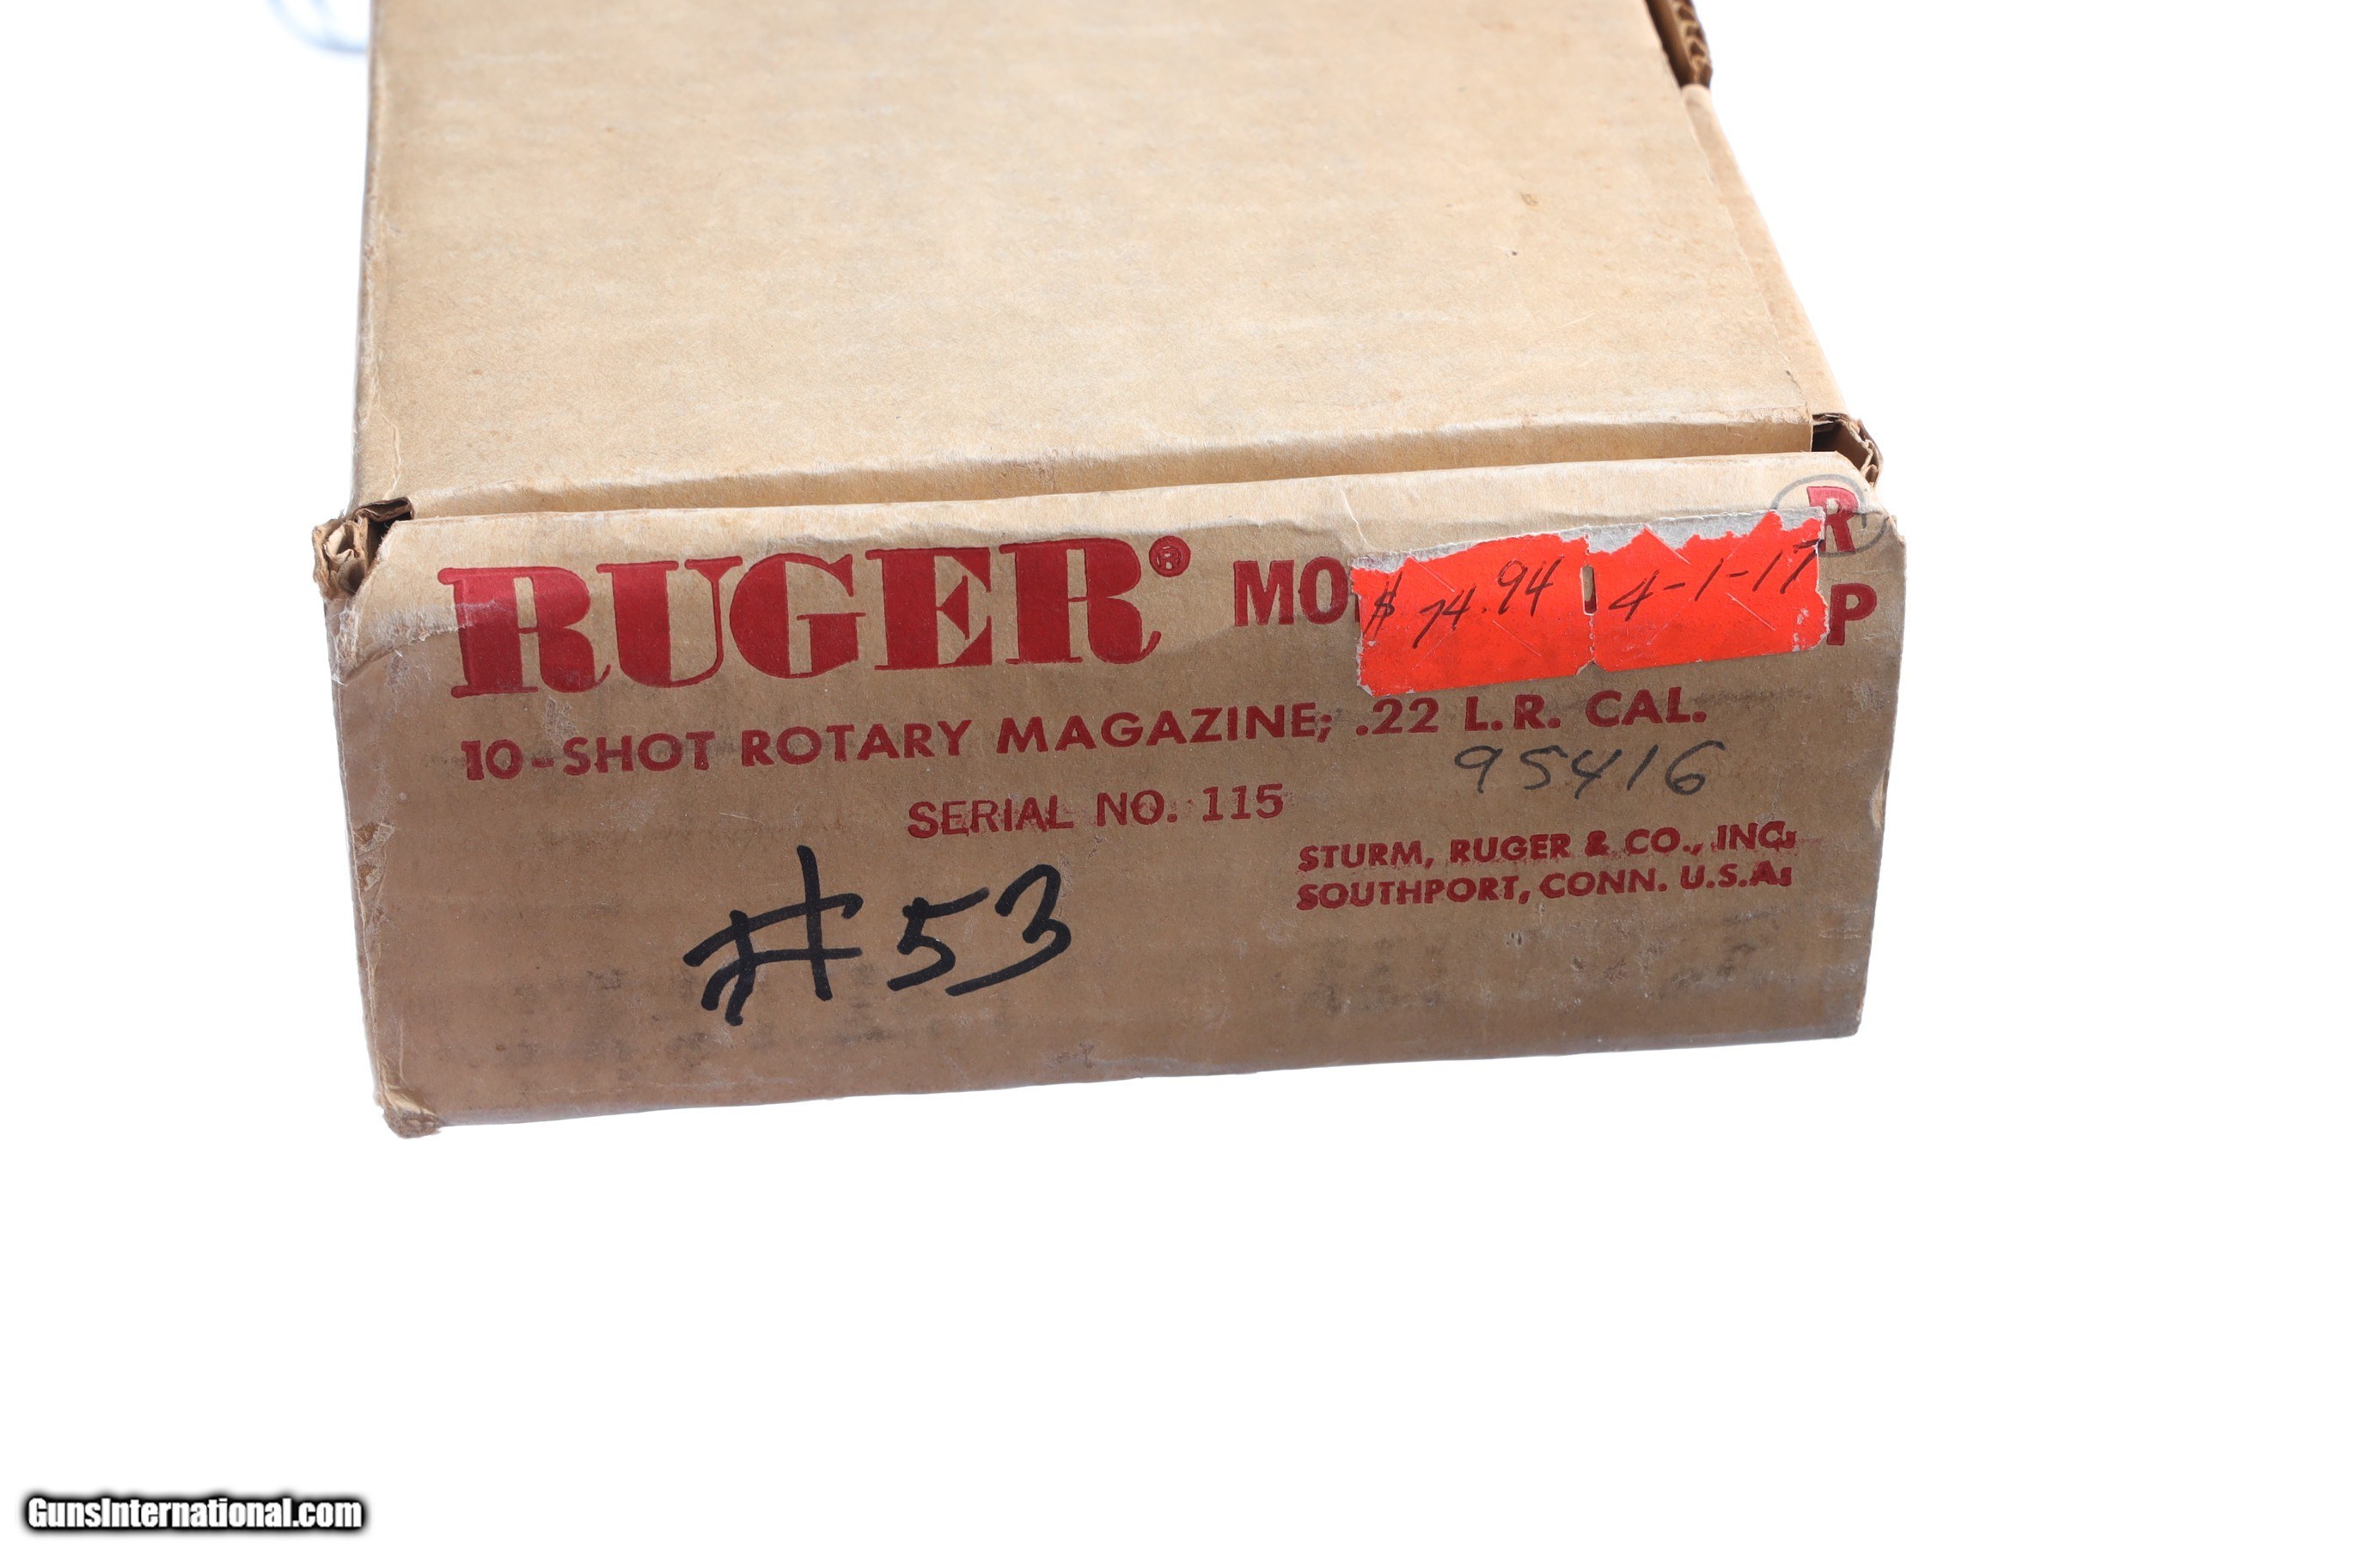 RUGER® MO R
$ 74.94 4-1-17 P
10-SHOT ROTARY MAGAZINE; .22 L.R. CAL.
95416
SERIAL NO. 115
STURM, RUGER & CO., INC.
SOUTHPORT, CONN. U.S.A.
#53
GunsInternational.com